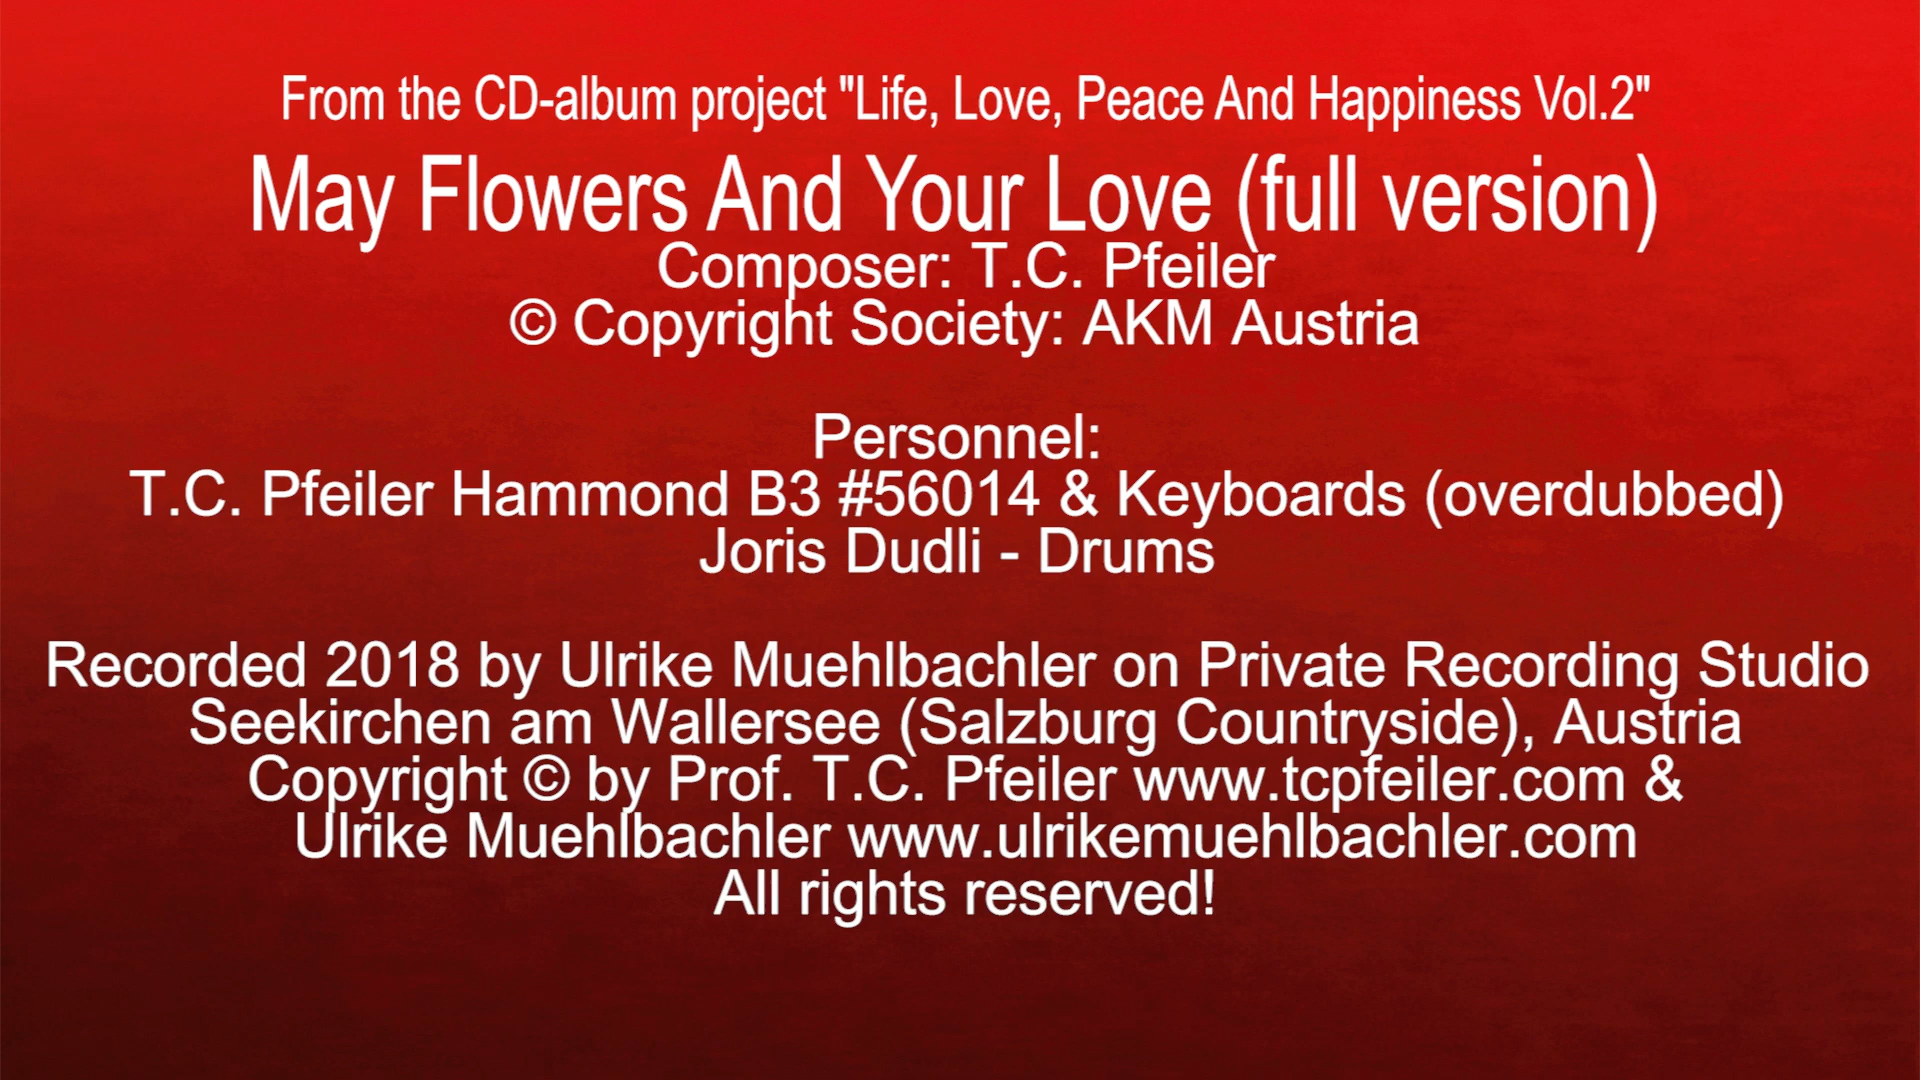 From the CD-album project "Life, Love, Peace And Happiness Vol.2"
May Flowers And Your Love (full version)
Composer: T.C. Pfeiler
© Copyright Society: AKM Austria
Personnel:
T.C. Pfeiler Hammond B3 #56014 & Keyboards (overdubbed)
Joris Dudli - Drums
Recorded 2018 by Ulrike Muehlbachler on Private Recording Studio
Seekirchen am Wallersee (Salzburg Countryside), Austria
Copyright © by Prof. T.C. Pfeiler www.tcpfeiler.com &
Ulrike Muehlbachler www.ulrikemuehlbachler.com
All rights reserved!